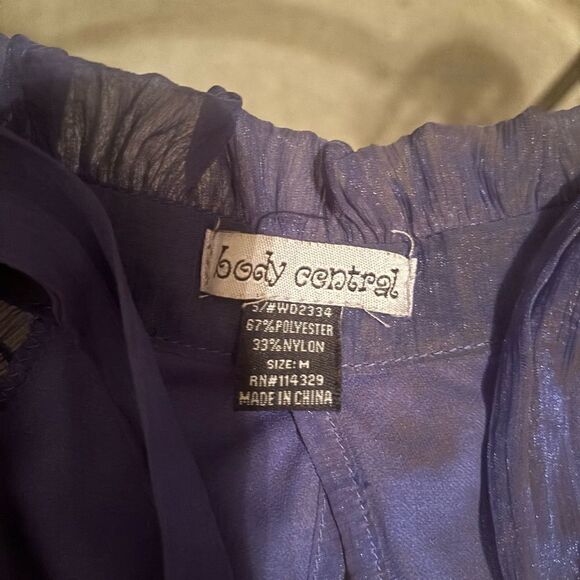 body central
S/#WD2334
67%POLYESTER
33%NYLON
SIZE: M
RN#114329
MADE IN CHINA